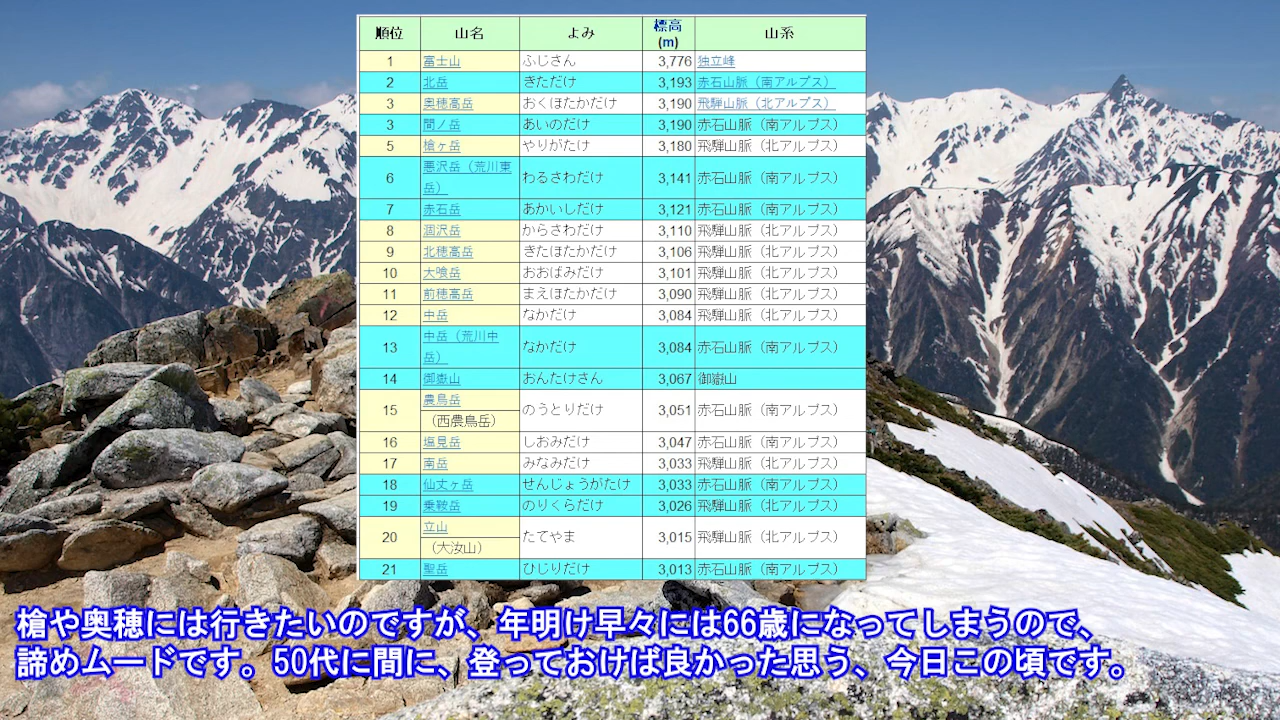 順位 山名 よみ 標高(m) 山系
1 富士山 ふじさん 3,776 独立峰
2 北岳 きただけ 3,193 赤石山脈（南アルプス）
3 奥穂高岳 おくほたかだけ 3,190 飛騨山脈（北アルプス）
3 間ノ岳 あいのだけ 3,190 赤石山脈（南アルプス）
5 槍ヶ岳 やりがたけ 3,180 飛騨山脈（北アルプス）
6 悪沢岳（荒川東岳） わるさわだけ 3,141 赤石山脈（南アルプス）
7 赤石岳 あかいしだけ 3,121 赤石山脈（南アルプス）
8 涸沢岳 からさわだけ 3,110 飛騨山脈（北アルプス）
9 北穂高岳 きたほたかだけ 3,106 飛騨山脈（北アルプス）
10 大喰岳 おおばみだけ 3,101 飛騨山脈（北アルプス）
11 前穂高岳 まえほたかだけ 3,090 飛騨山脈（北アルプス）
12 中岳 なかだけ 3,084 飛騨山脈（北アルプス）
13 中岳（荒川中岳） なかだけ 3,084 赤石山脈（南アルプス）
14 御嶽山 おんたけさん 3,067 御嶽山
15 農鳥岳（西農鳥岳） のうとりだけ 3,051 赤石山脈（南アルプス）
16 塩見岳 しおみだけ 3,047 赤石山脈（南アルプス）
17 南岳 みなみだけ 3,033 飛騨山脈（北アルプス）
18 仙丈ヶ岳 せんじょうがたけ 3,033 赤石山脈（南アルプス）
19 乗鞍岳 のりくらだけ 3,026 飛騨山脈（北アルプス）
20 立山（大汝山） たてやま 3,015 飛騨山脈（北アルプス）
21 聖岳 ひじりだけ 3,013 赤石山脈（南アルプス）
槍や奥穂には行きたいのですが、年明け早々には66歳になってしまうので、
諦めムードです。50代に間に、登っておけば良かった思う、今日この頃です。